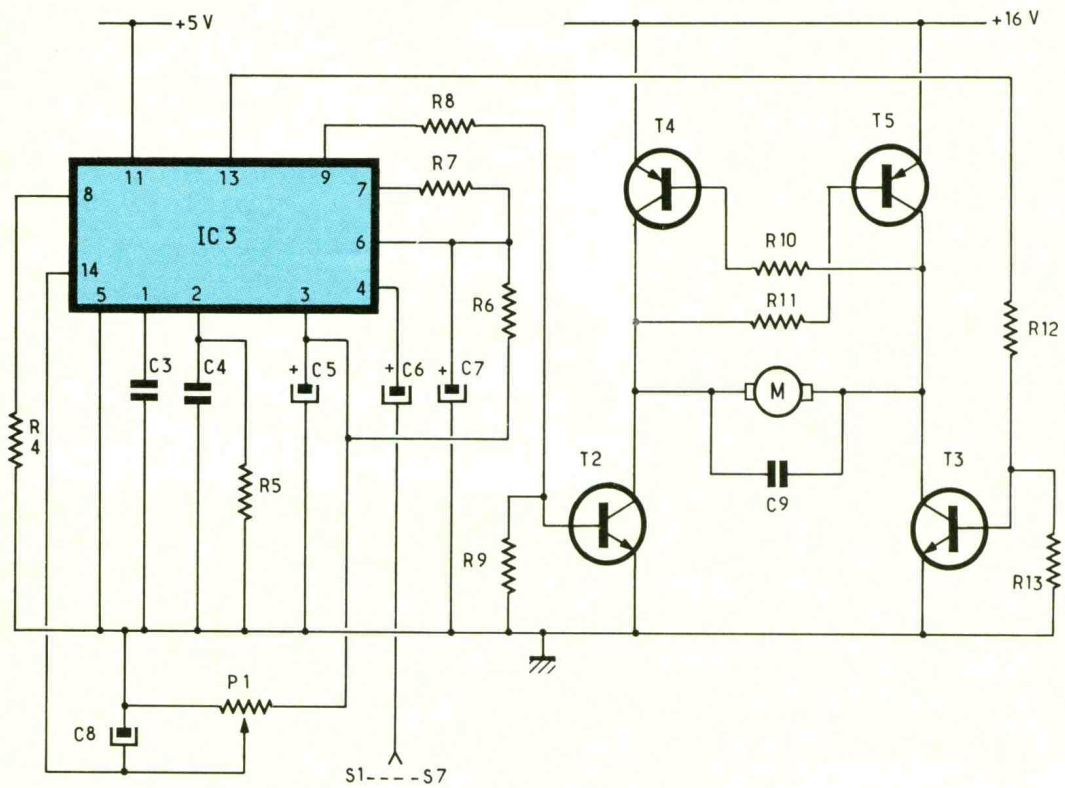 +5 V
+16 V
R8
T4
T5
11
13
9
R7
8
7
IC 3
6
R10
14
4
R11
5
1
2
3
R6
R12
C3
C4
+
C5
+
C6
+
C7
M
R
4
T2
C9
T3
R5
R9
R13
P1
C8
S1----S7